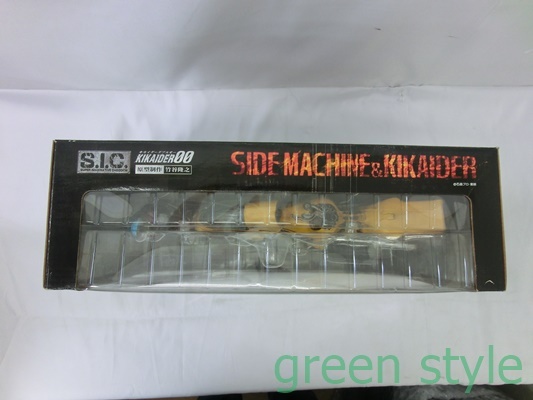 S.I.C.
KIKAIDER00
原型制作 竹谷隆之
SIDE MACHINE & KIKAIDER
green style